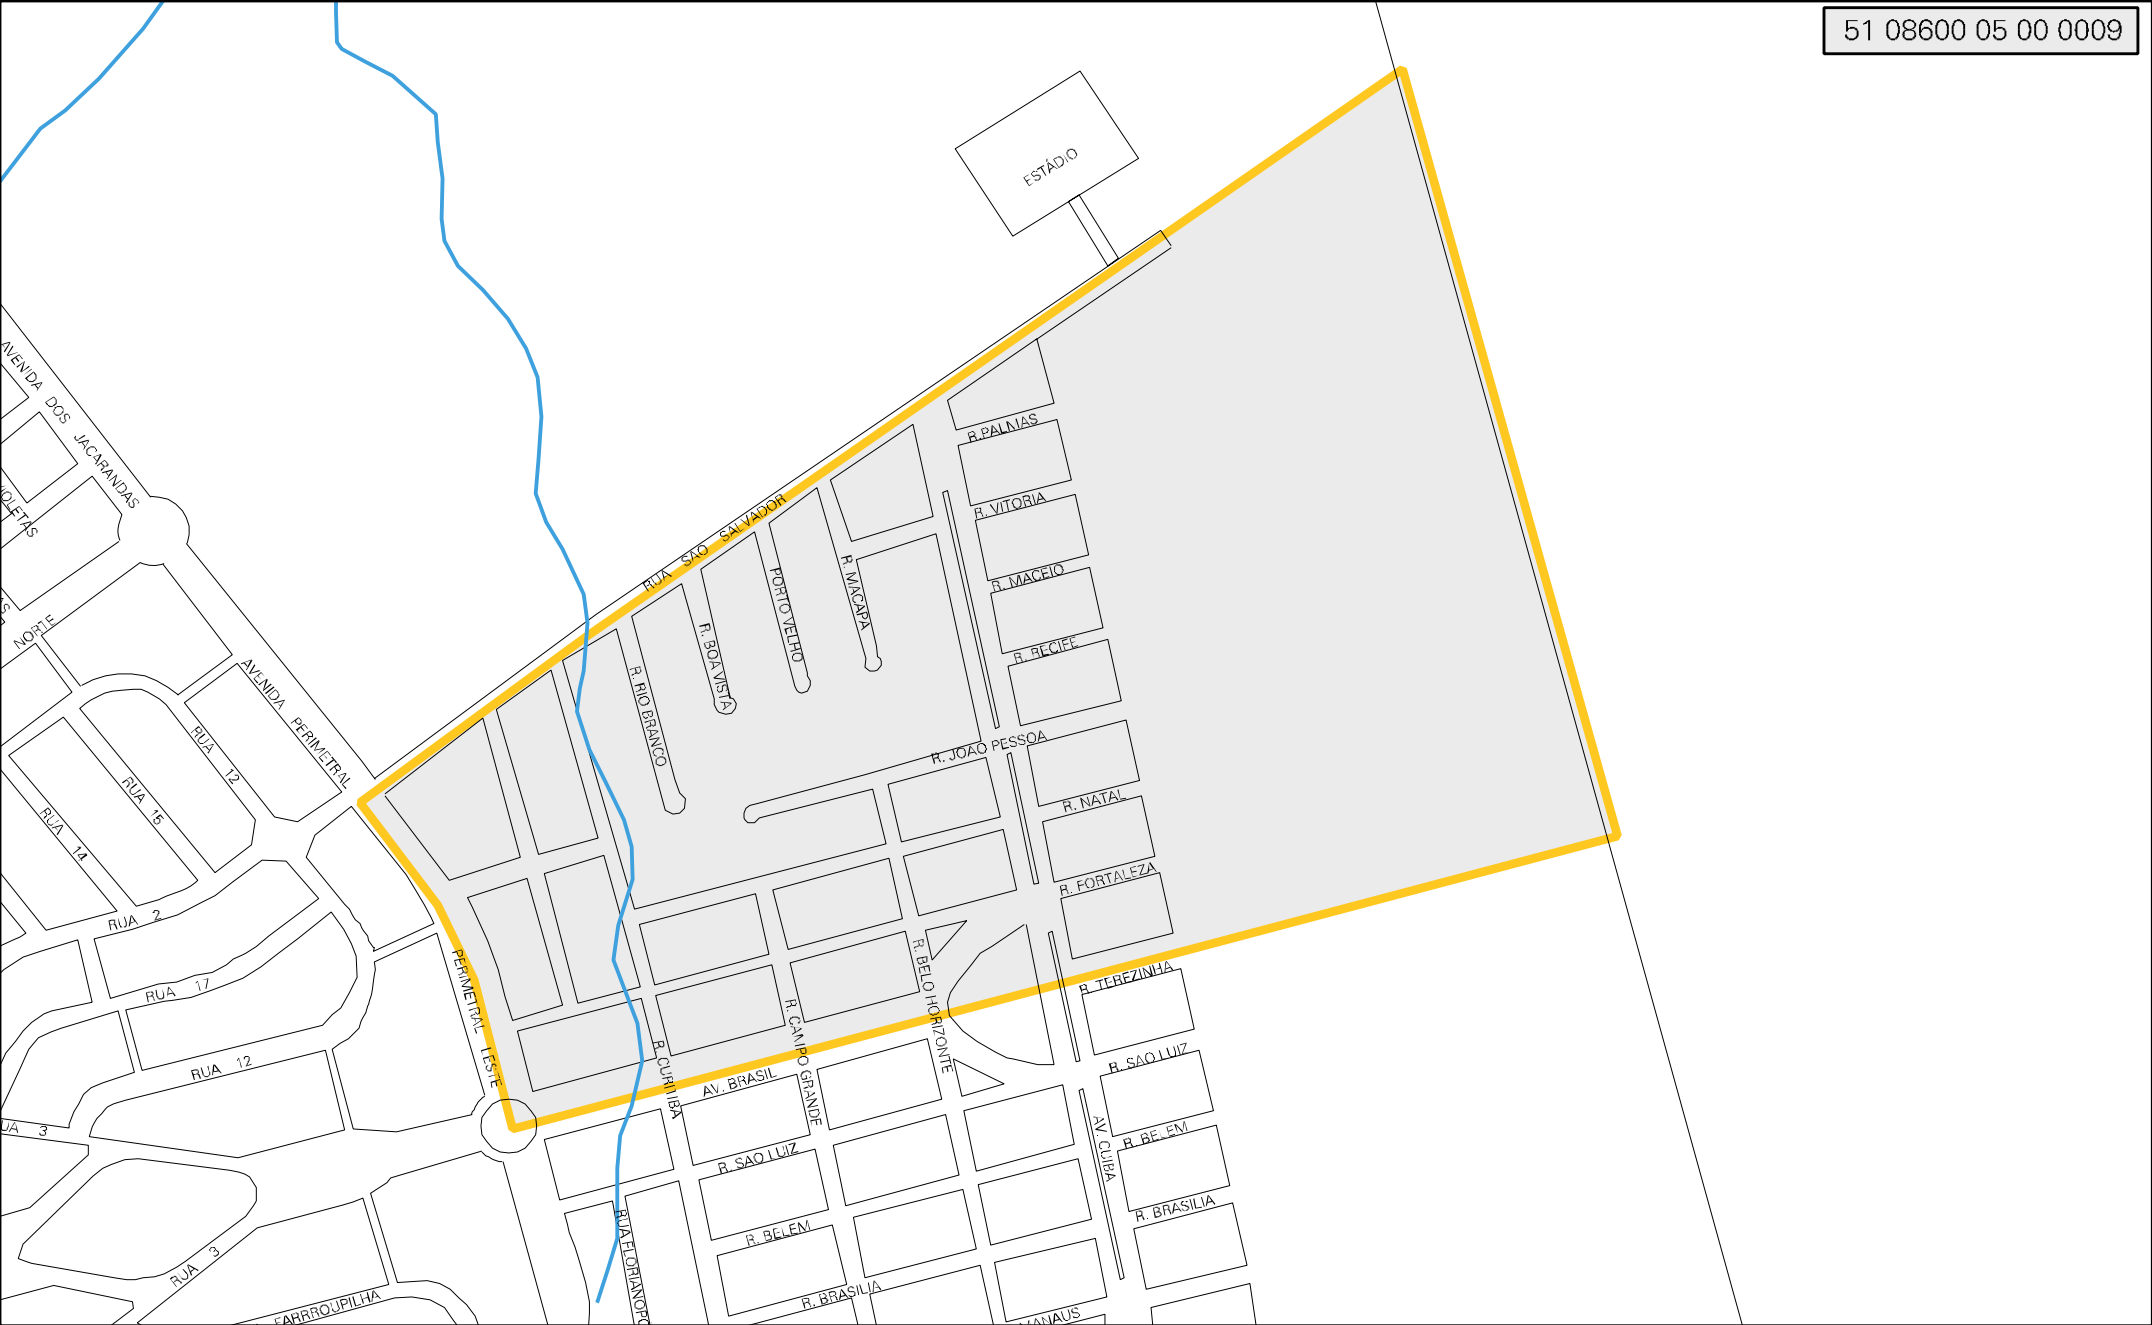 51 08600 05 00 0009
ESTÁDIO
AVENIDA DOS JACARANDAS
R.PALMAS
R. VITORIA
RUA SAO SALVADOR
R. MACAPA
PORTO VELHO
R. MACEIO
NORTE
R. BOA VISTA
R. RECIFE
AVENIDA PERIMETRAL
R. RIO BRANCO
RUA 12
R. JOAO PESSOA
RUA 15
R. NATAL
RUA 14
R. FORTALEZA
RUA 2
R. BELO HORIZONTE
PERIMETRAL LESTE
R. TEREZINHA
RUA 17
R. CAMPO GRANDE
R. CURITIBA
RUA 12
R. SAO LUIZ
AV. BRASIL
UA 3
AV. CUIBA
R. BELEM
R. SAO LUIZ
R. BRASILIA
RUA FLORIANOPO
R. BELEM
RUA 3
R. BRASILIA
FARRROUPILHA
MANAUS